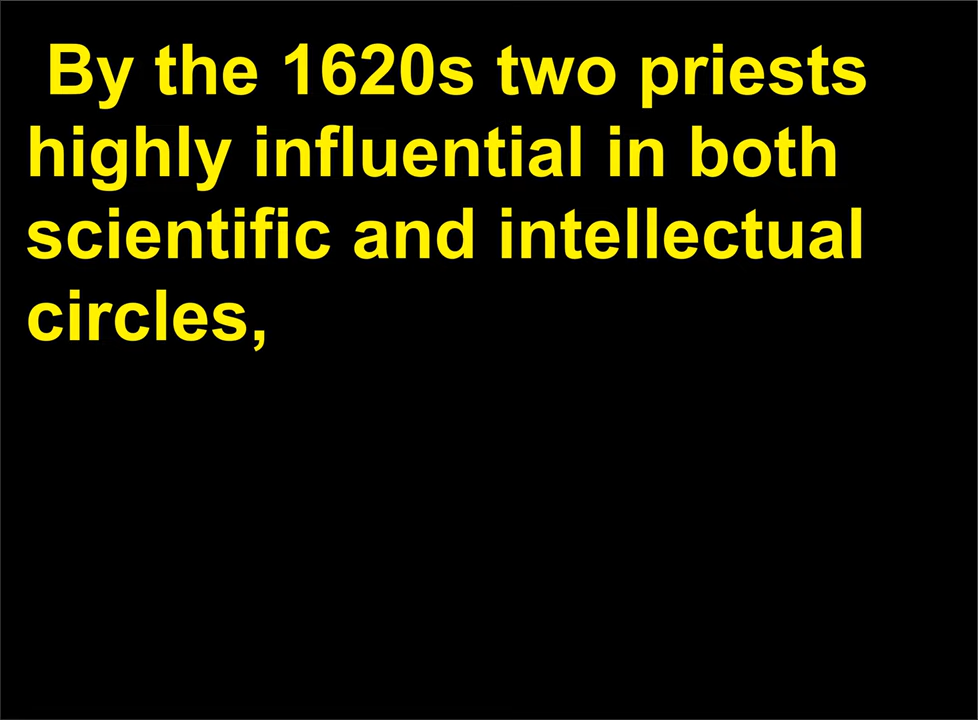 By the 1620s two priests
highly influential in both
scientific and intellectual
circles,